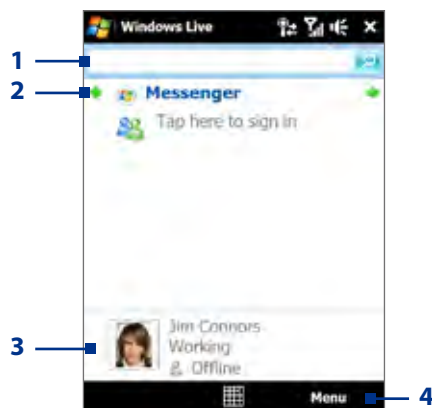 Windows Live
1
2
Messenger
Tap here to sign in
3
Jim Connors
Working
Offline
Menu
4